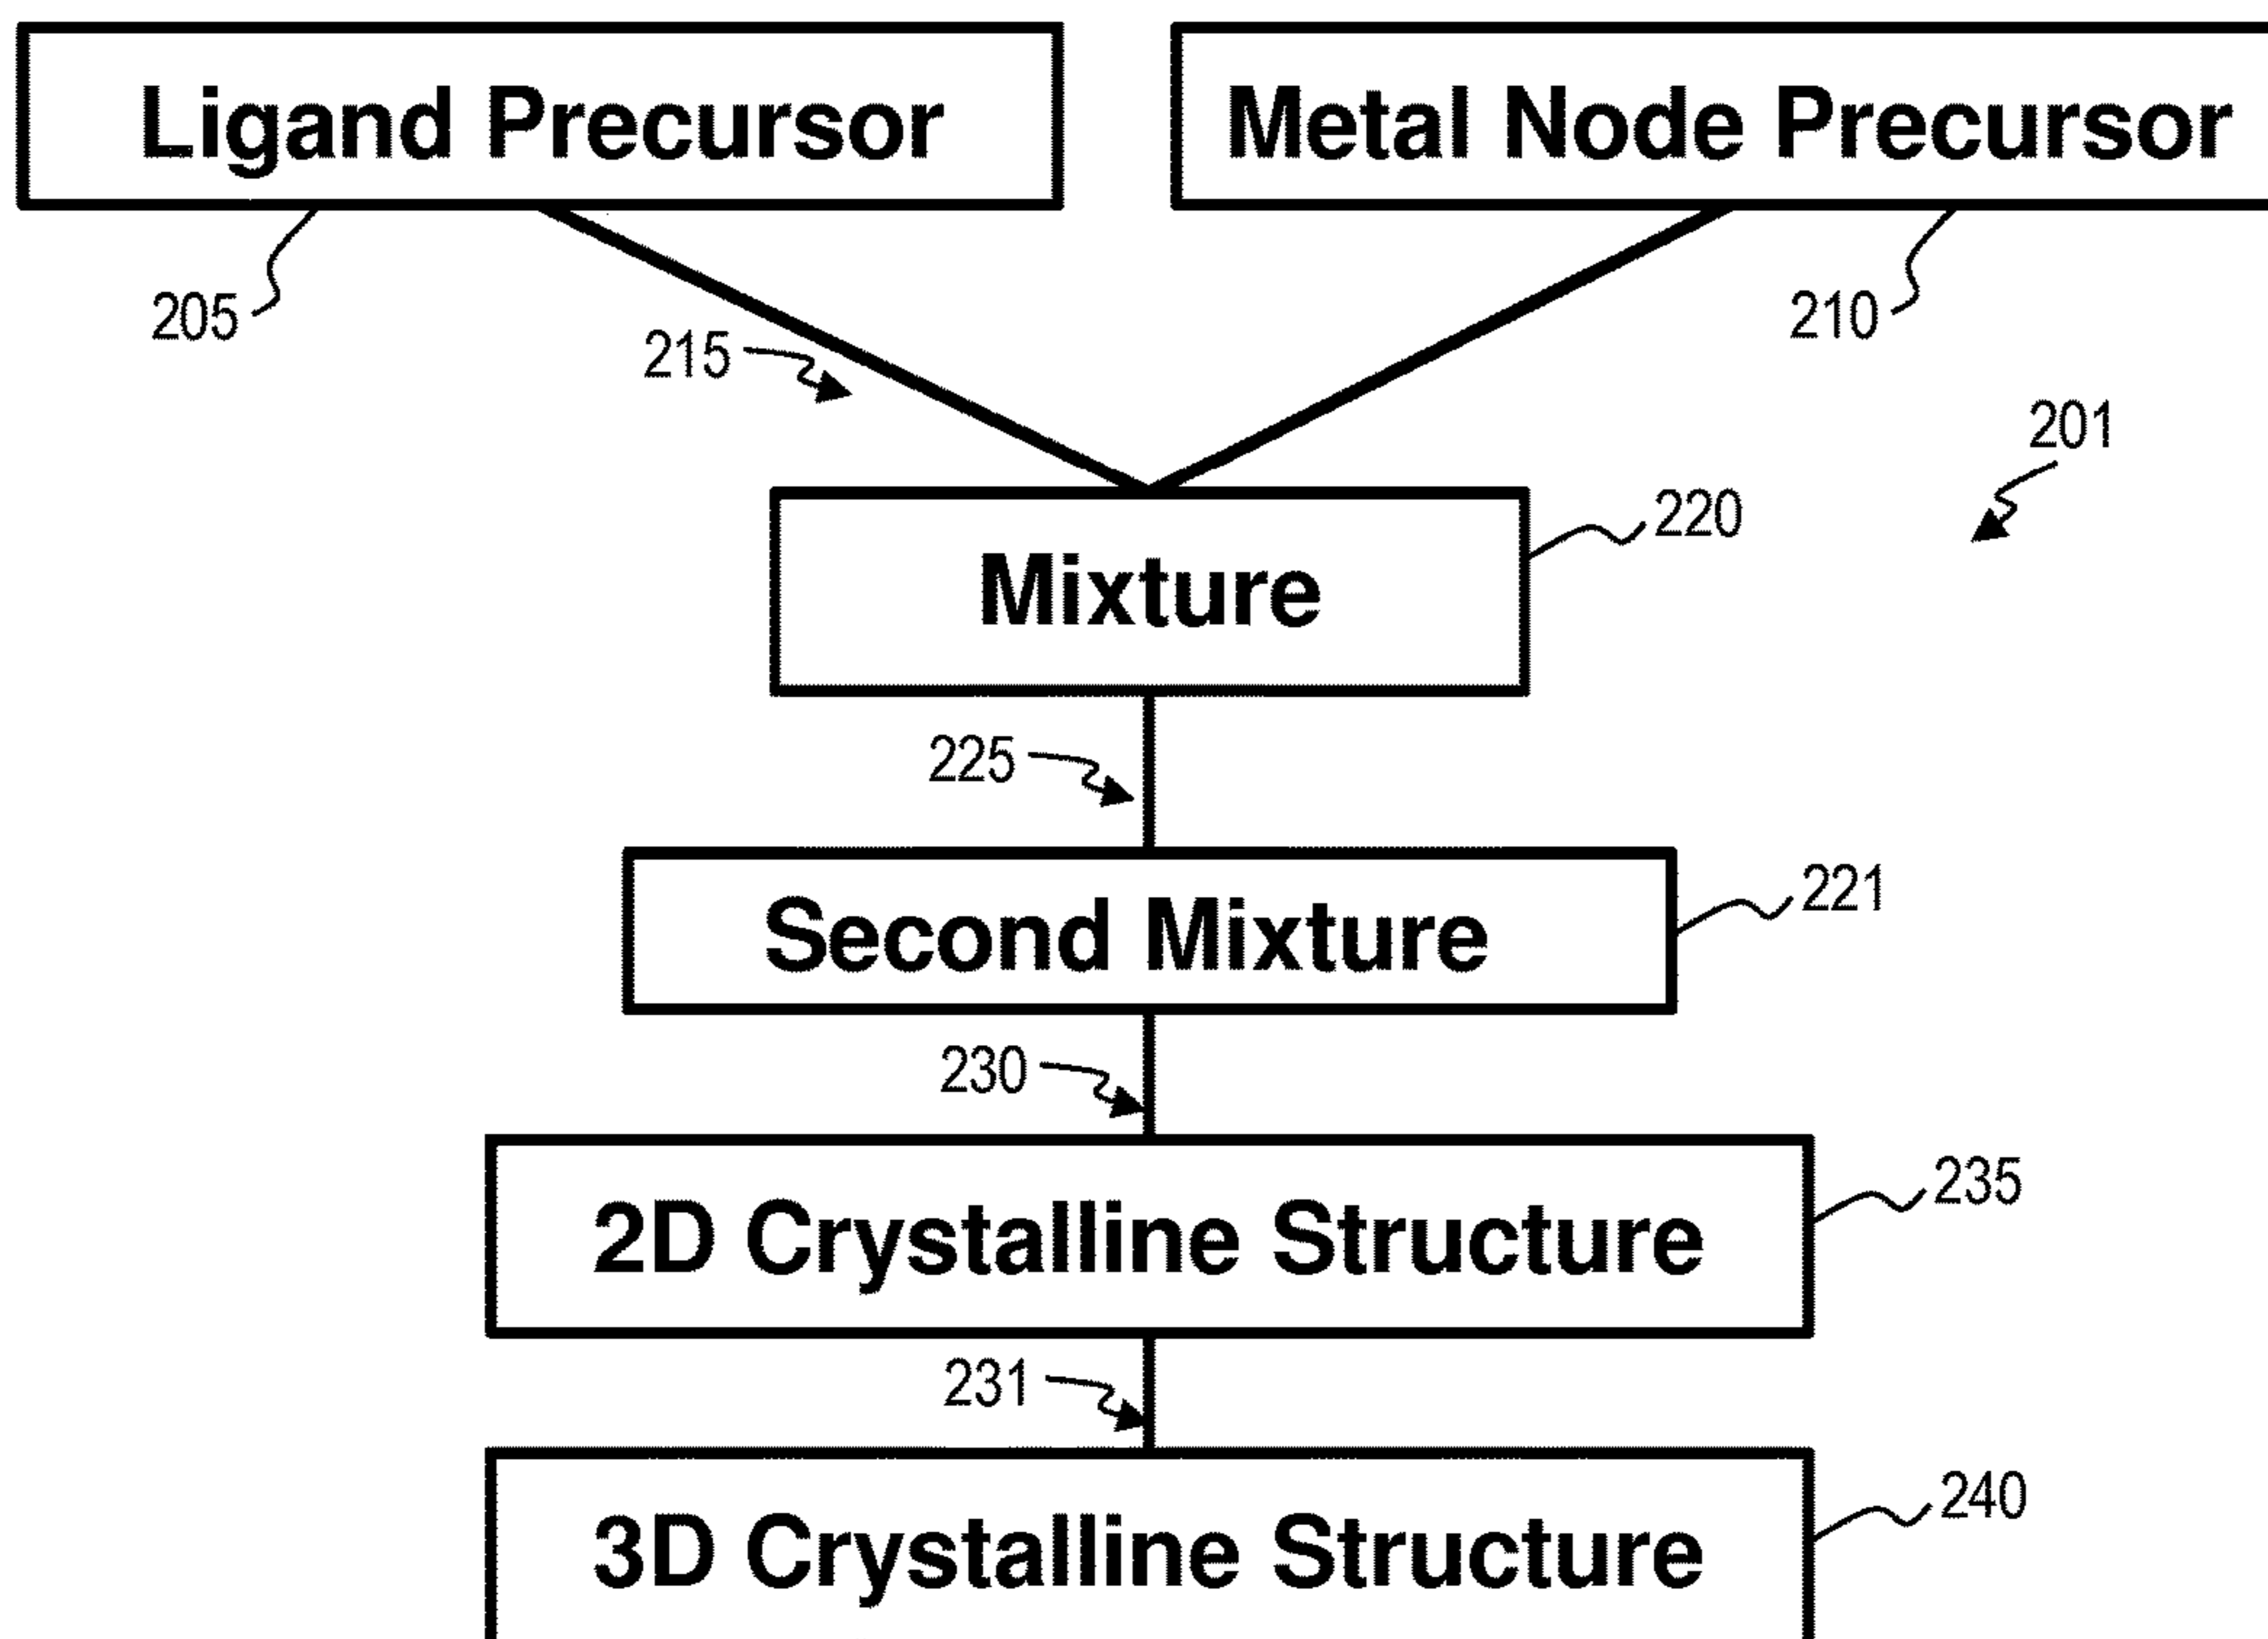 Ligand Precursor
Metal Node Precursor
205
210
215
201
220
Mixture
225
221
Second Mixture
230
235
2D Crystalline Structure
231
240
3D Crystalline Structure